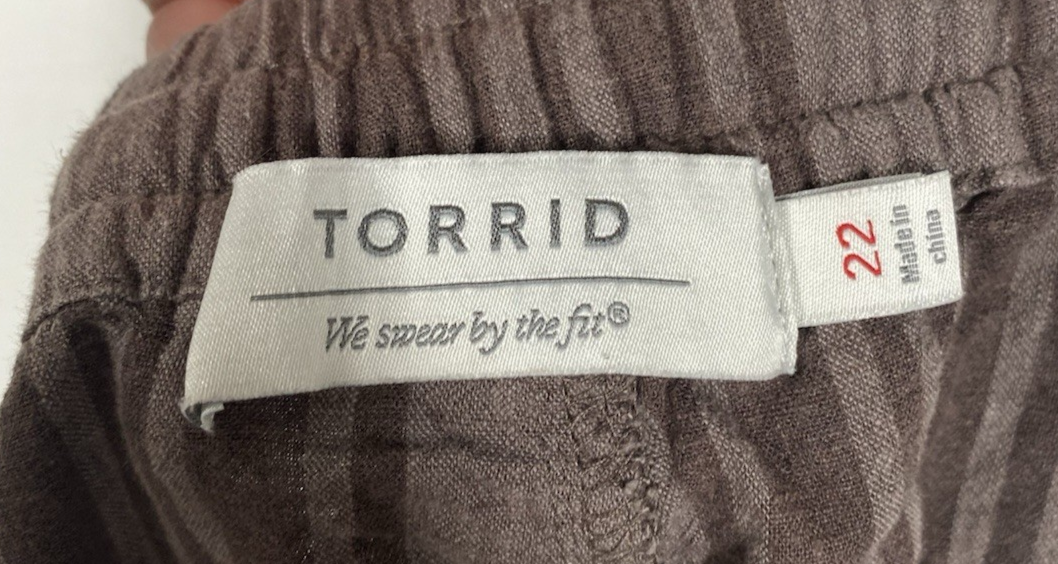 TORRID
We swear by the fit®
22
Made in
china